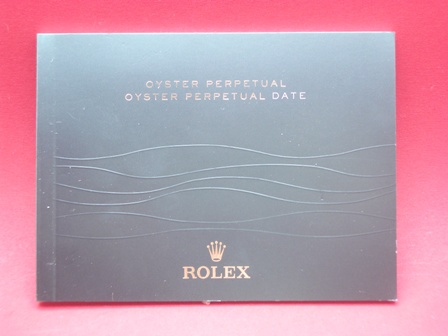 OYSTER PERPETUAL
OYSTER PERPETUAL DATE
ROLEX